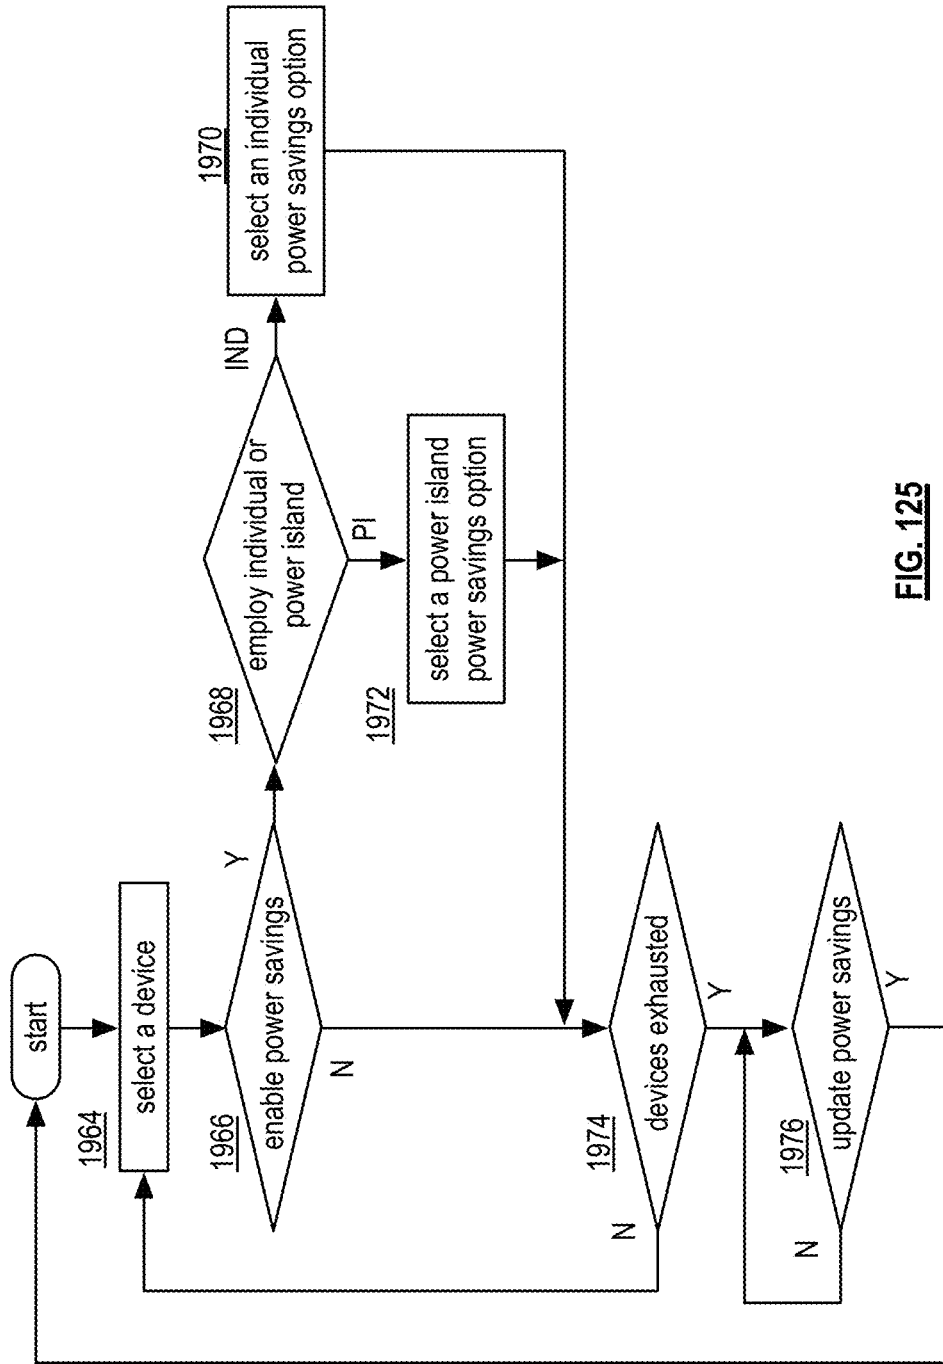 start
1964
select a device
1966
enable power savings
Y
N
1968
employ individual or
power island
IND
PI
1970
select an individual
power savings option
1972
select a power island
power savings option
1974
devices exhausted
N
Y
1976
update power savings
N
Y
FIG. 125